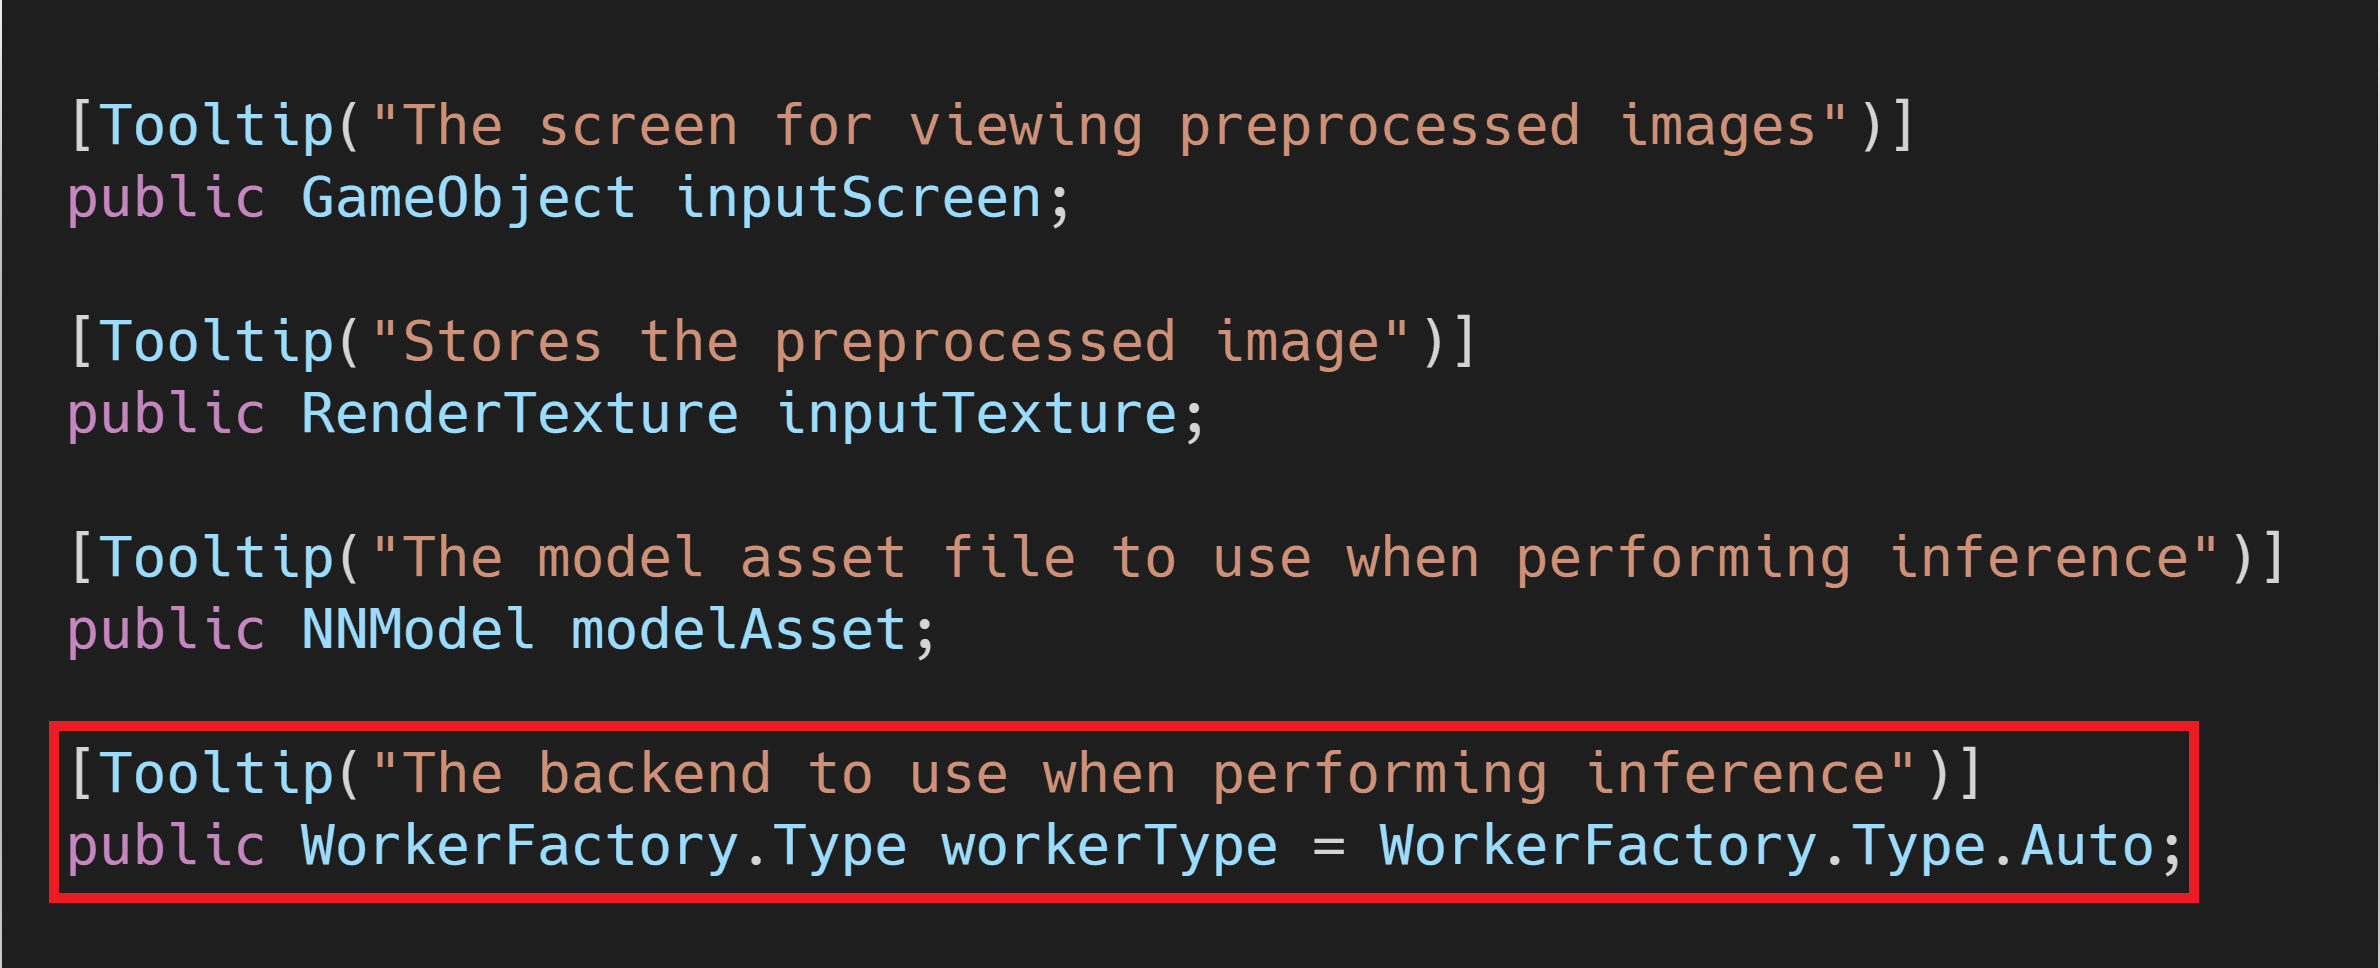 [Tooltip("The screen for viewing preprocessed images")]
public GameObject inputScreen;
[Tooltip("Stores the preprocessed image")]
public RenderTexture inputTexture;
[Tooltip("The model asset file to use when performing inference")]
public NNModel modelAsset;
[Tooltip("The backend to use when performing inference")]
public WorkerFactory.Type workerType = WorkerFactory.Type.Auto;